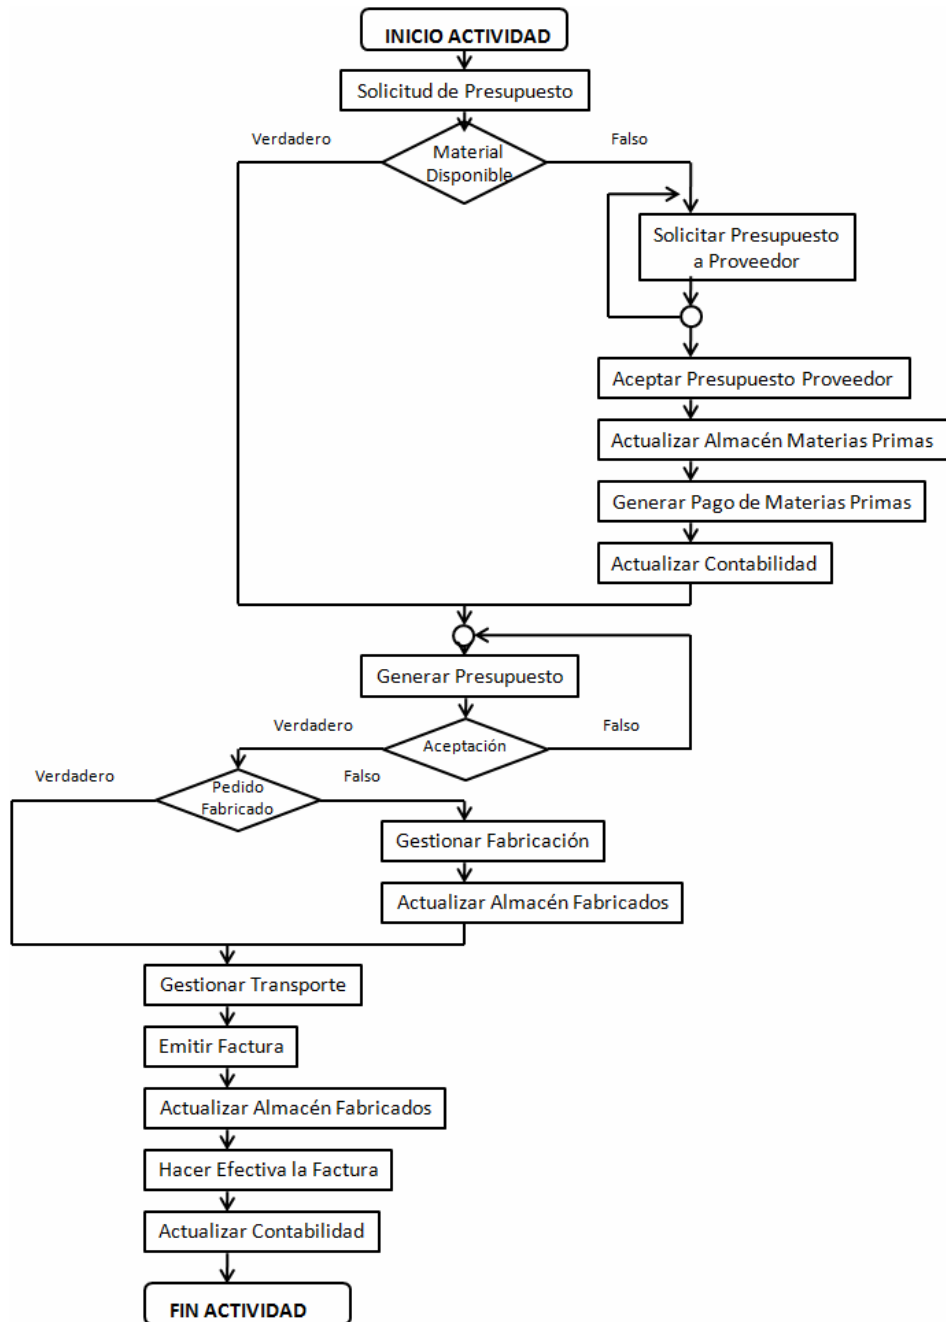 INICIO ACTIVIDAD
Solicitud de Presupuesto
Verdadero
Falso
Material
Disponible
Solicitar Presupuesto
a Proveedor
Aceptar Presupuesto Proveedor
Actualizar Almacén Materias Primas
Generar Pago de Materias Primas
Actualizar Contabilidad
Generar Presupuesto
Verdadero
Falso
Aceptación
Verdadero
Falso
Pedido
Fabricado
Gestionar Fabricación
Actualizar Almacén Fabricados
Gestionar Transporte
Emitir Factura
Actualizar Almacén Fabricados
Hacer Efectiva la Factura
Actualizar Contabilidad
FIN ACTIVIDAD